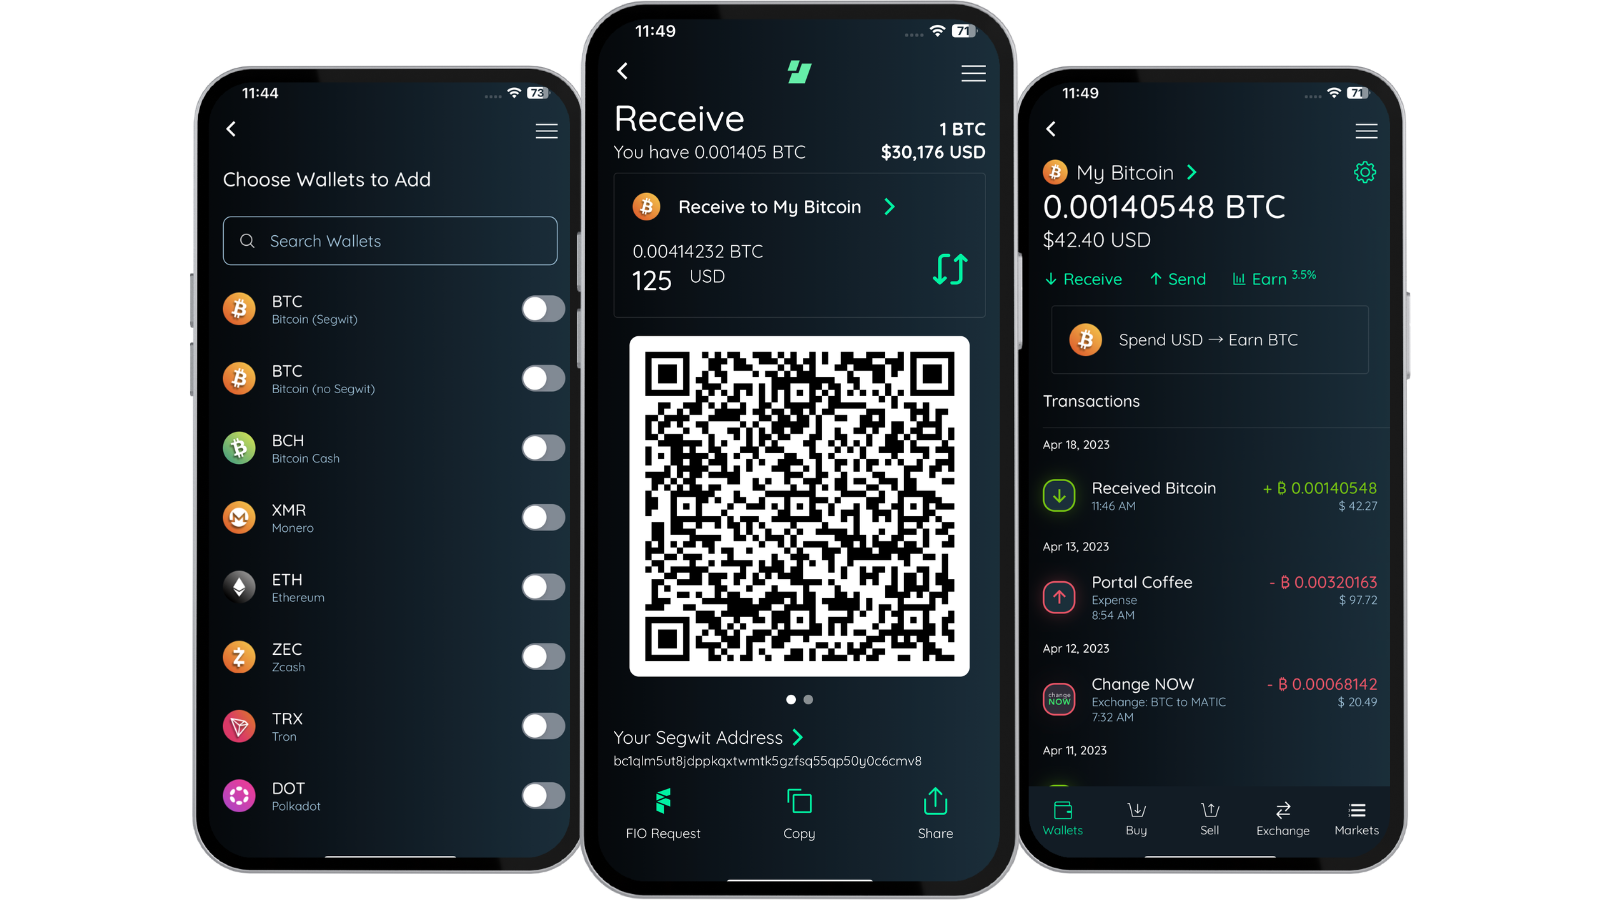 11:44
73
Choose Wallets to Add
Search Wallets
BTC
Bitcoin (Segwit)
BTC
Bitcoin (no Segwit)
BCH
Bitcoin Cash
XMR
Monero
ETH
Ethereum
ZEC
Zcash
TRX
Tron
DOT
Polkadot
11:49
71
Receive
1 BTC
You have 0.001405 BTC
$30,176 USD
Receive to My Bitcoin
0.00414232 BTC
125 USD
Your Segwit Address
bc1qlm5ut8jdppkqxtwmtk5gzfsq55qp50y0c6cmv8
FIO Request
Copy
Share
11:49
71
My Bitcoin
0.00140548 BTC
$42.40 USD
Receive
Send
Earn 3.5%
Spend USD → Earn BTC
Transactions
Apr 18, 2023
Received Bitcoin
+ ₿ 0.00140548
11:46 AM
$ 42.27
Apr 13, 2023
Portal Coffee
- ₿ 0.00320163
Expense
$ 97.72
8:54 AM
Apr 12, 2023
change
NOW
Change NOW
- ₿ 0.00068142
Exchange: BTC to MATIC
$ 20.49
7:32 AM
Apr 11, 2023
Wallets
Buy
Sell
Exchange
Markets